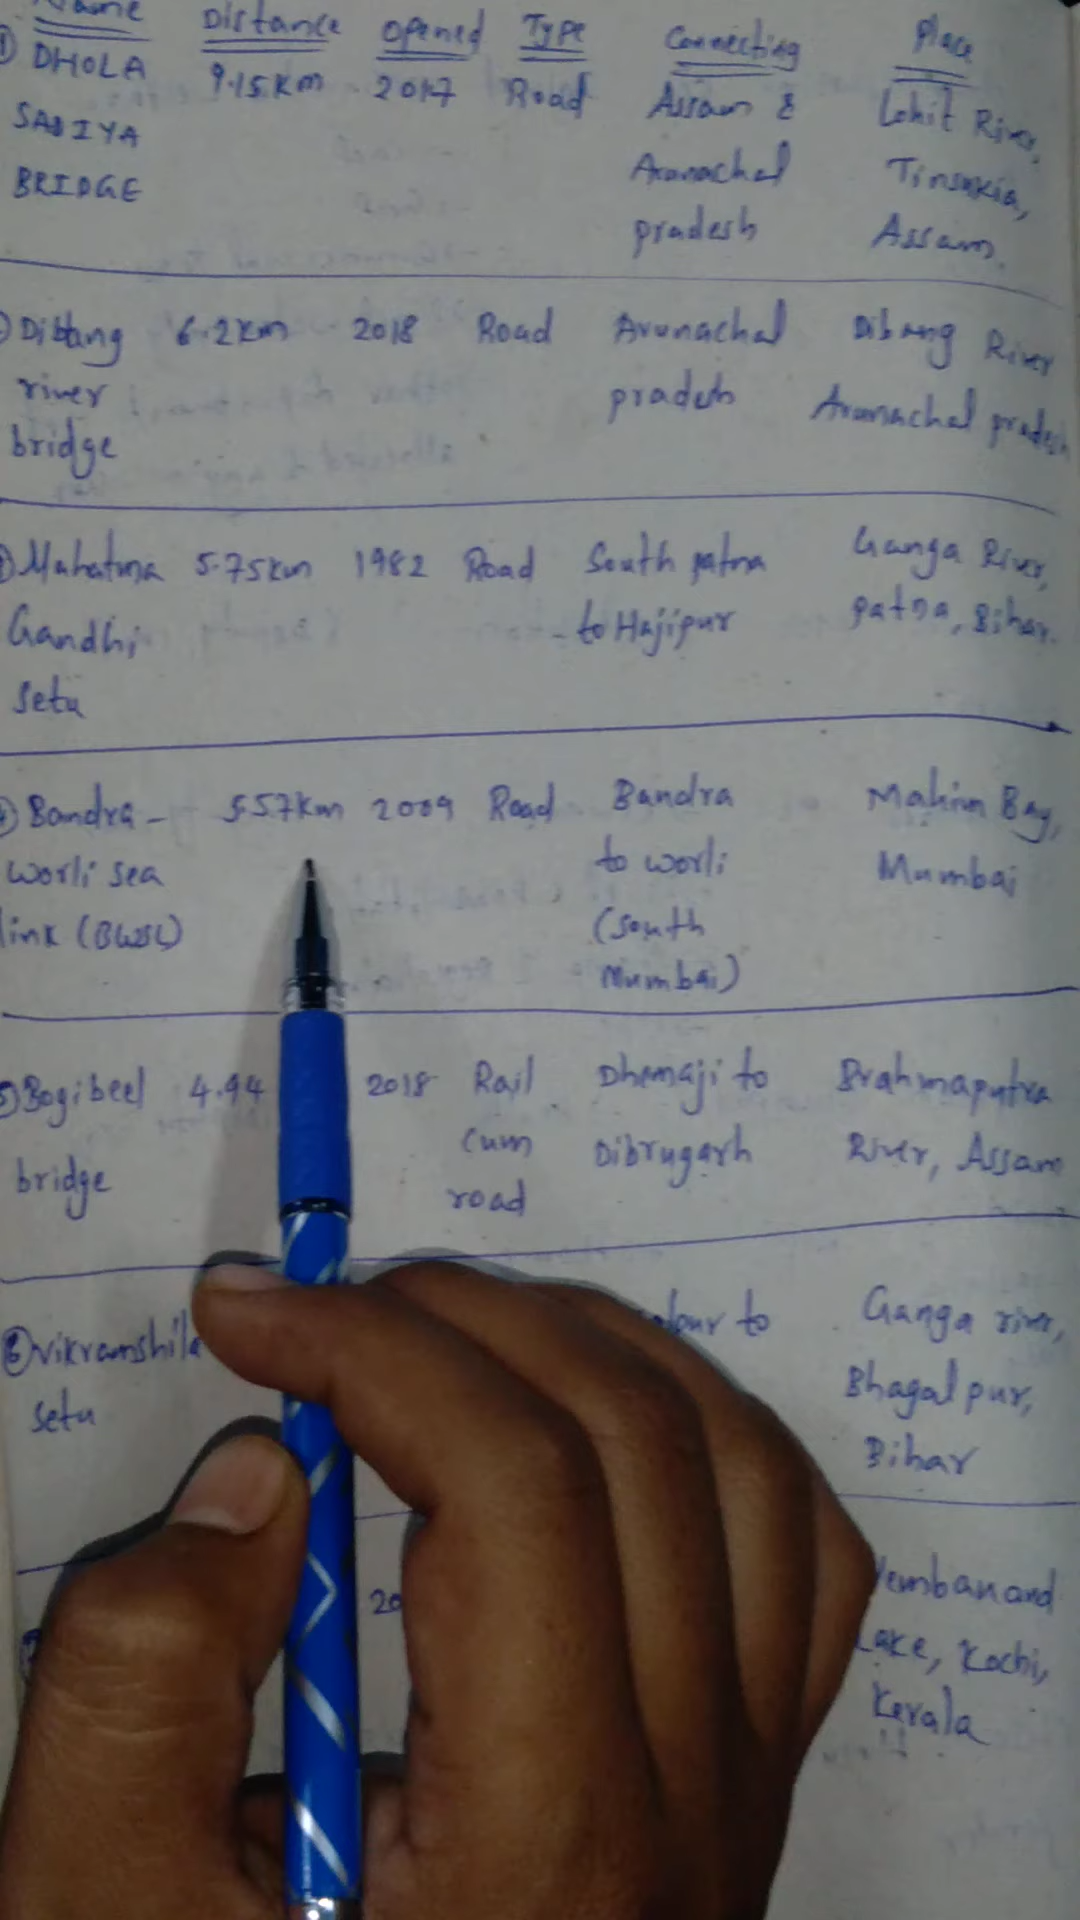 Name Distance Opened Type Connecting Place
① DHOLA 9.15km 2017 Road Assam & Lohit River,
SADIYA Arunachal Tinsukia,
BRIDGE pradesh Assam.
Dibang 6.2km 2018 Road Arunachal Dibang River
river pradesh Arunachal pradesh
bridge
Mahatma 5.75km 1982 Road South patna Ganga River,
Gandhi to Hajipur patna, Bihar.
Setu
Bandra- 5.57km 2009 Road Bandra Mahim Bay,
Worli sea to worli Mumbai
link (BWSL) (South
Mumbai)
Bogibeel 4.94 2018 Rail Dhemaji to Brahmaputra
bridge cum Dibrugarh River, Assam
road
⑥ Vikramshila to Ganga river,
Setu Bhagalpur,
Bihar
20 Vembanand
Lake, Kochi,
Kerala